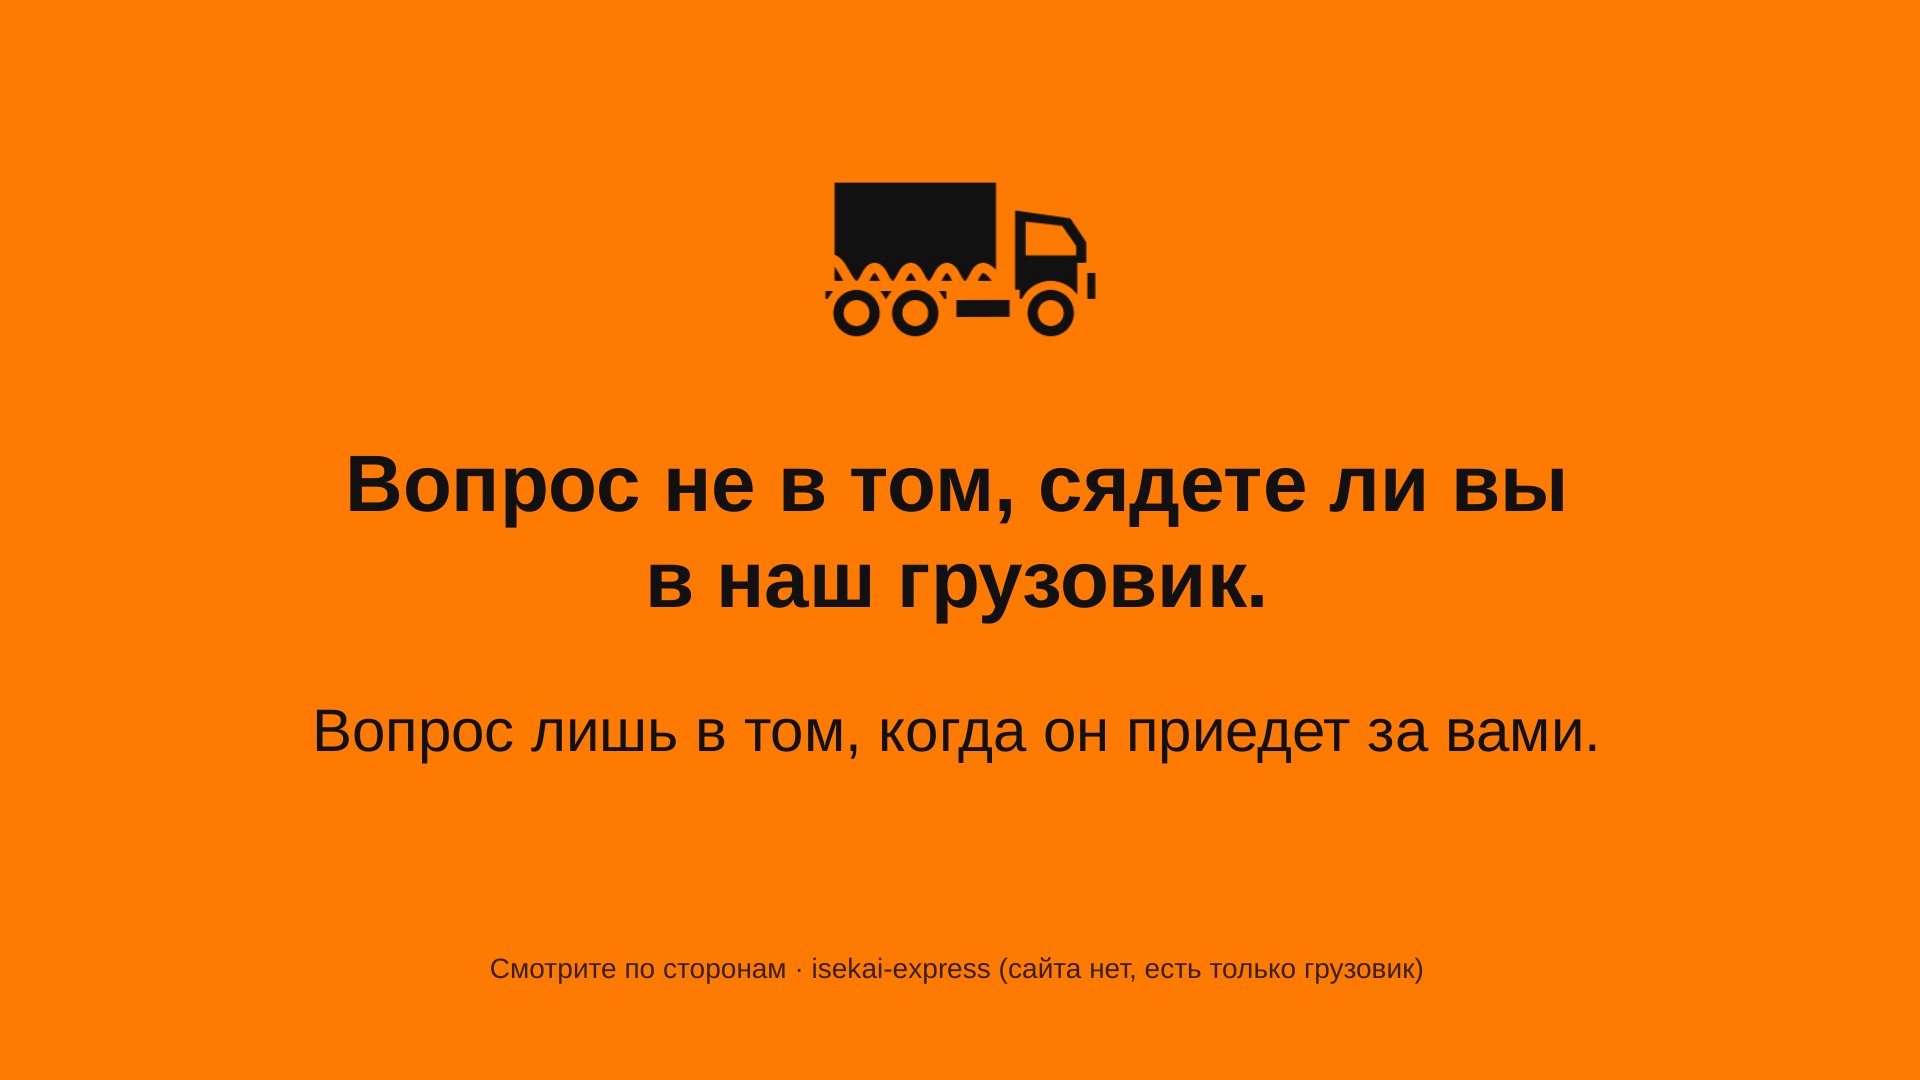 Вопрос не в том, сядете ли вы
в наш грузовик.
Вопрос лишь в том, когда он приедет за вами.
Смотрите по сторонам · isekai-express (сайта нет, есть только грузовик)